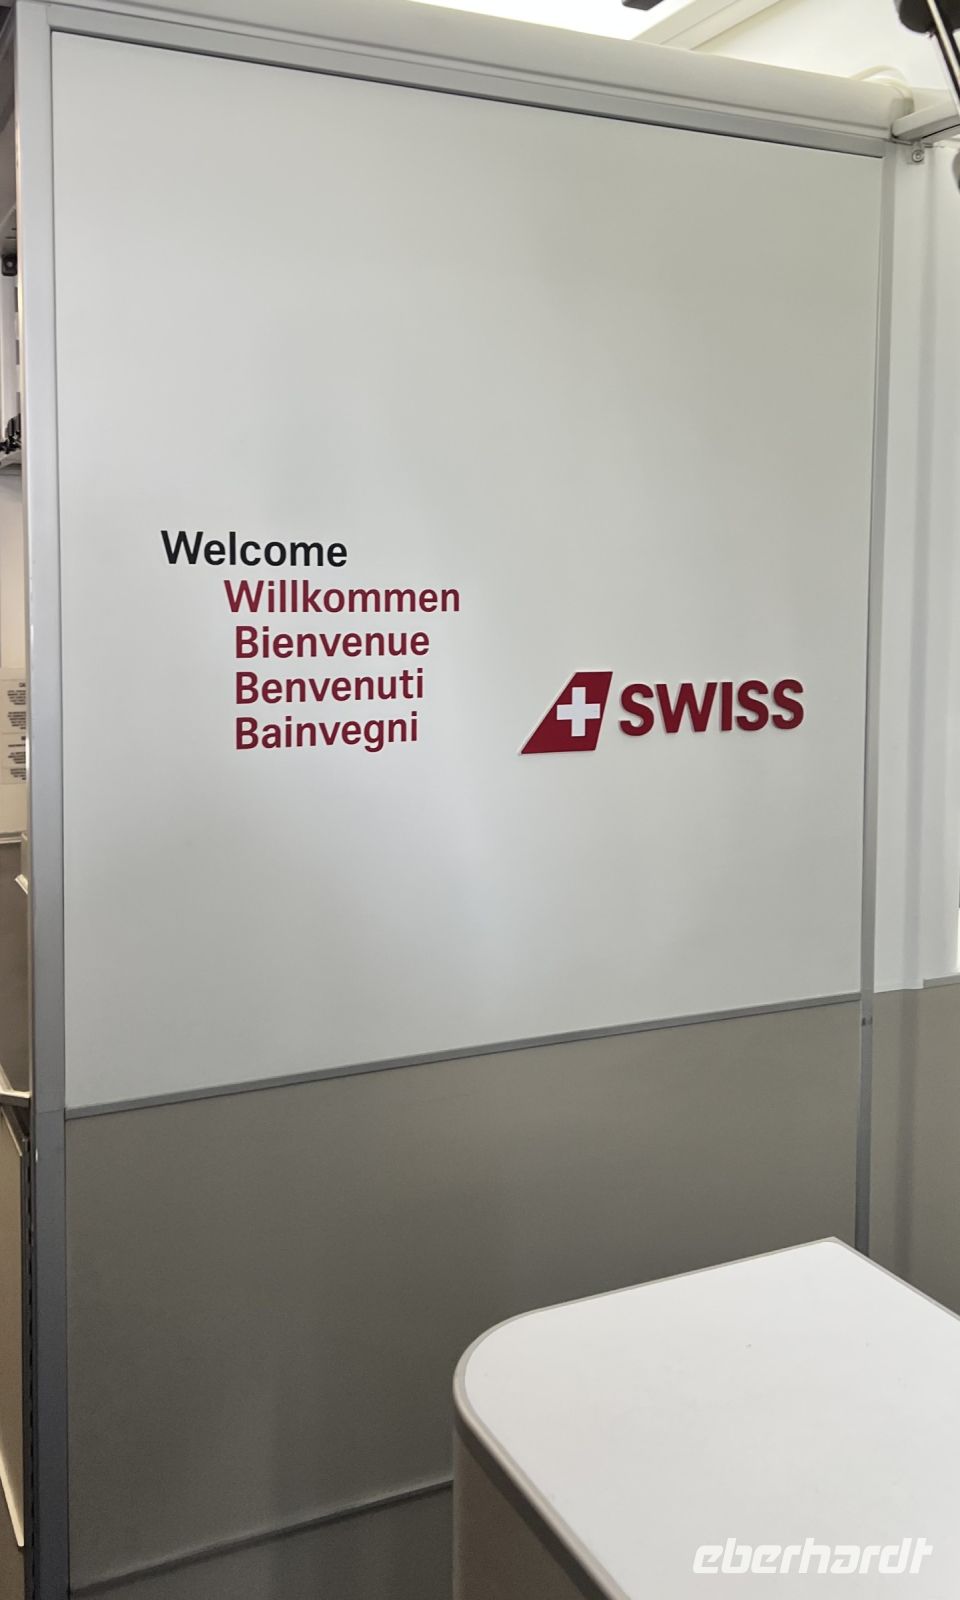 Welcome
Willkommen
Bienvenue
Benvenuti
Bainvegni
SWISS
eberhardt